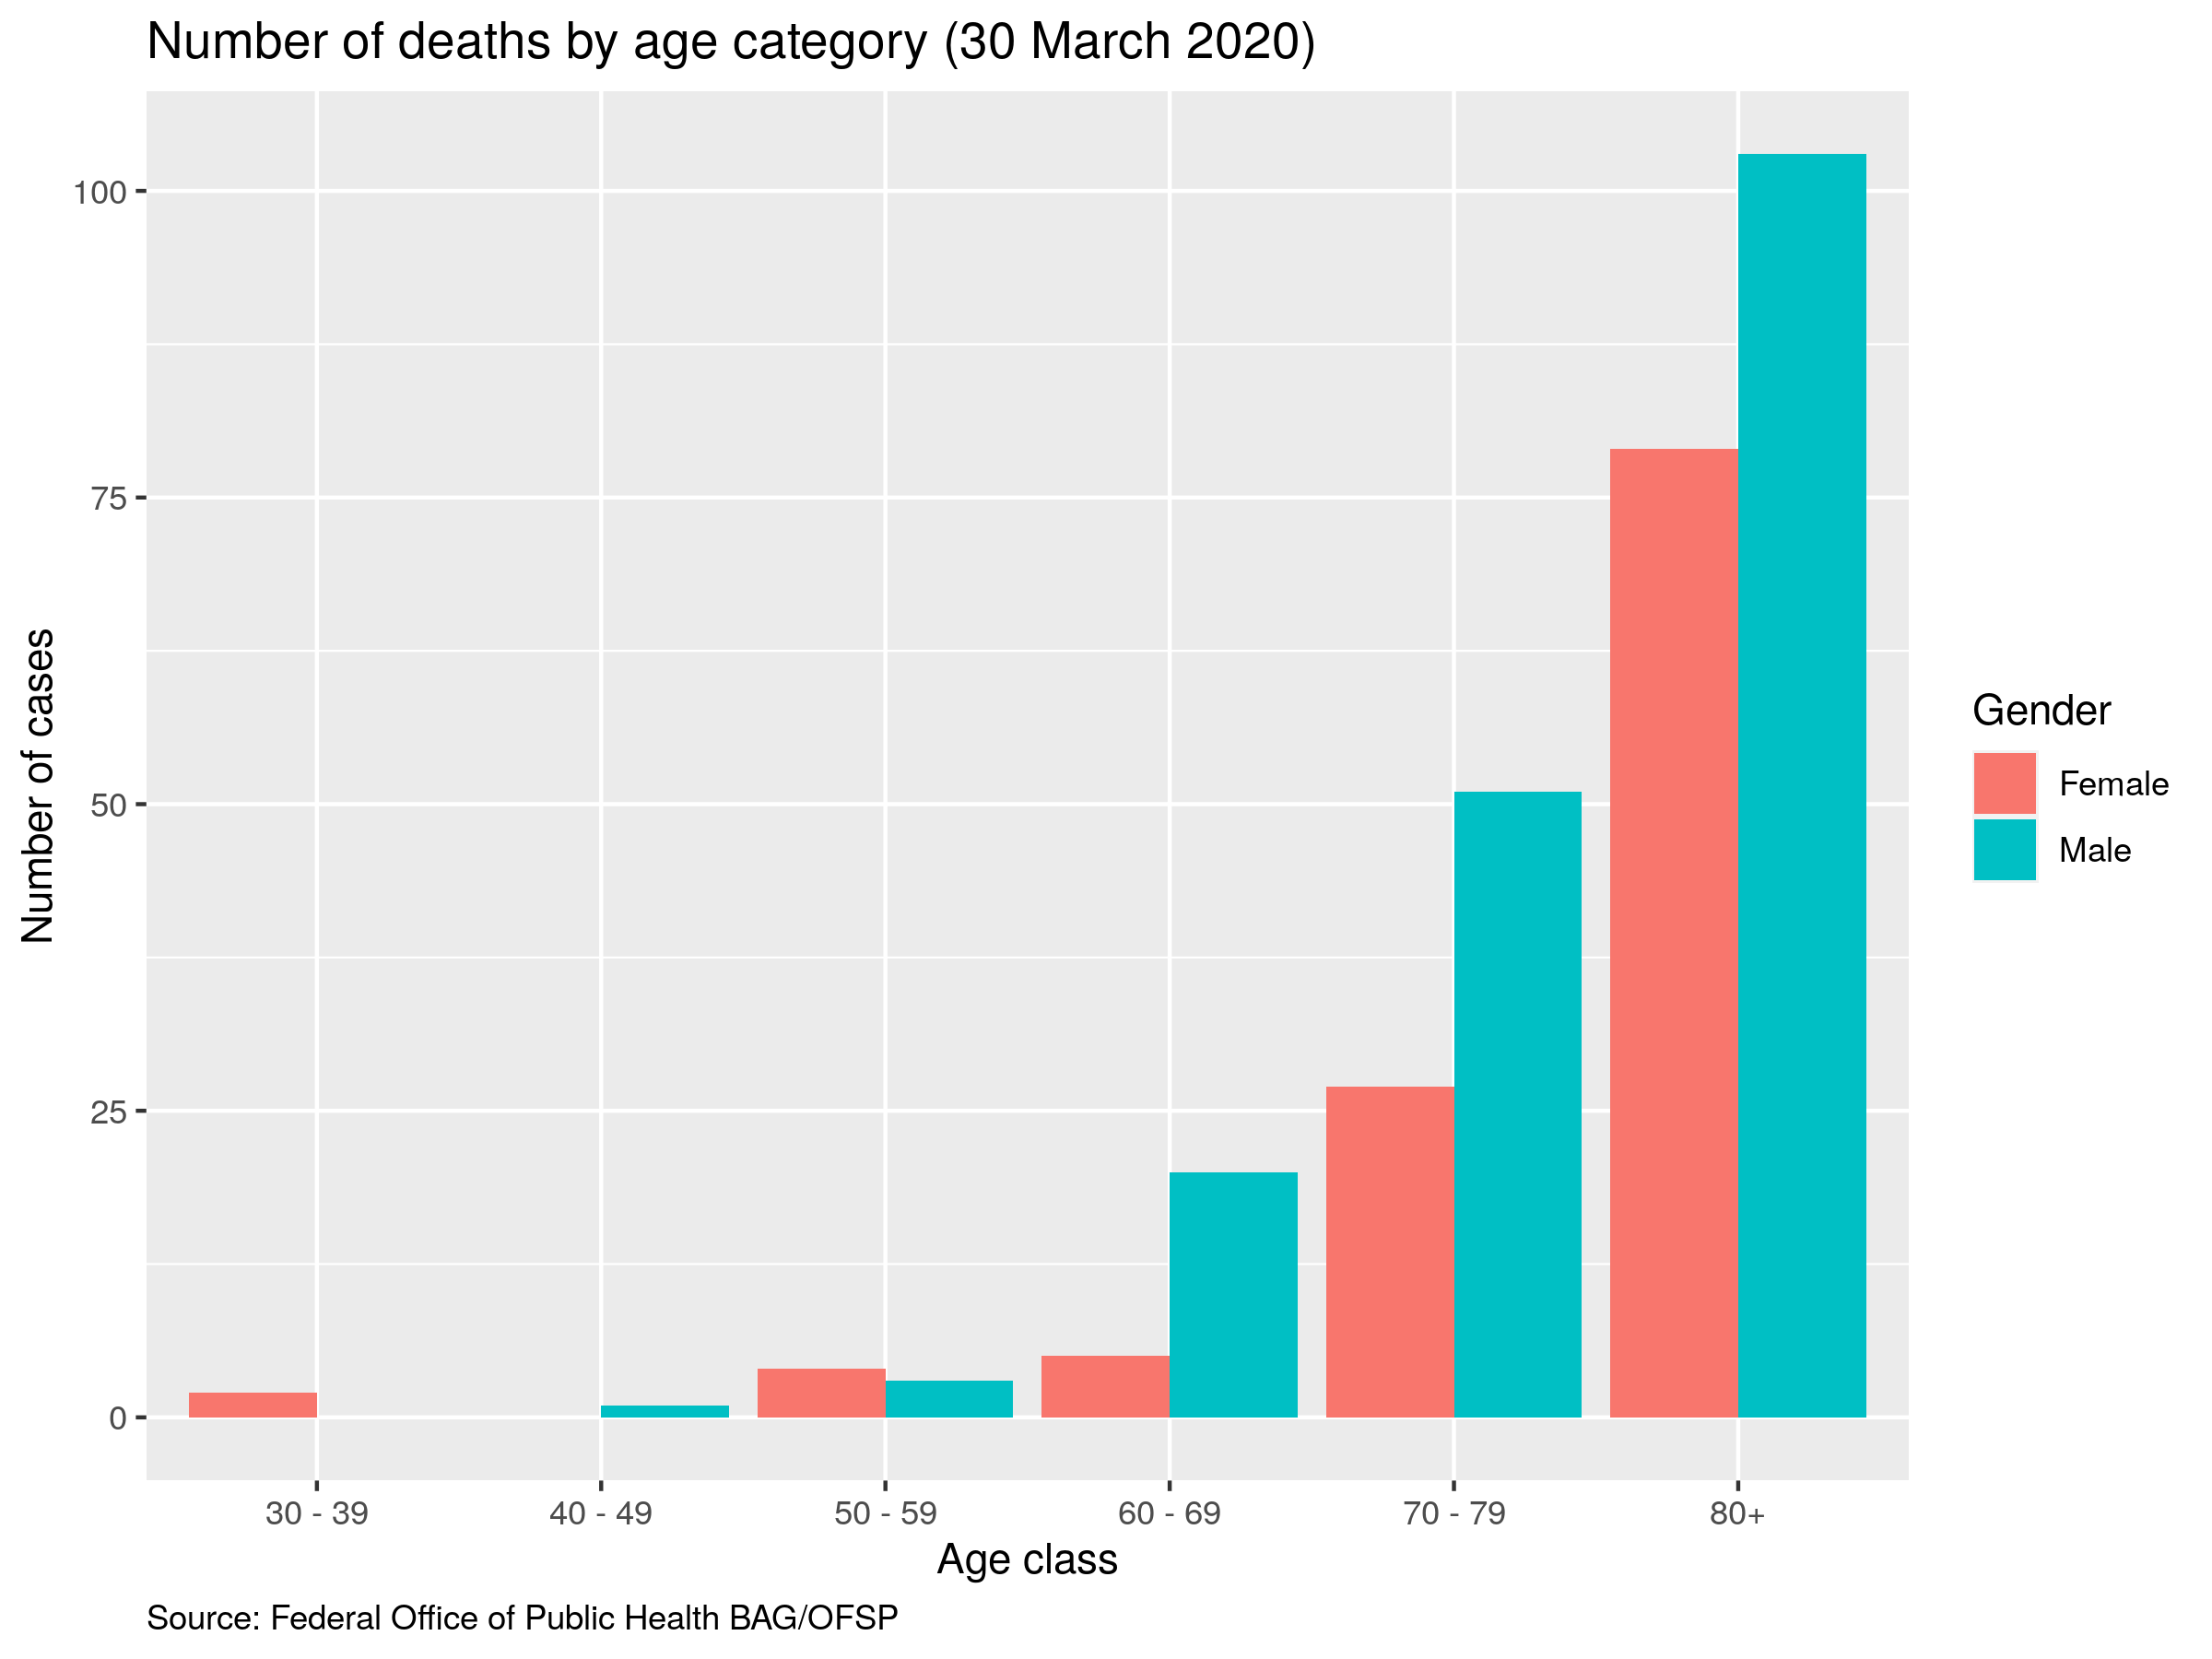 Number of deaths by age category (30 March 2020)
Number of cases
100
75
50
25
0
30 - 39
40 - 49
50 - 59
60 - 69
70 - 79
80+
Age class
Gender
Female
Male
Source: Federal Office of Public Health BAG/OFSP